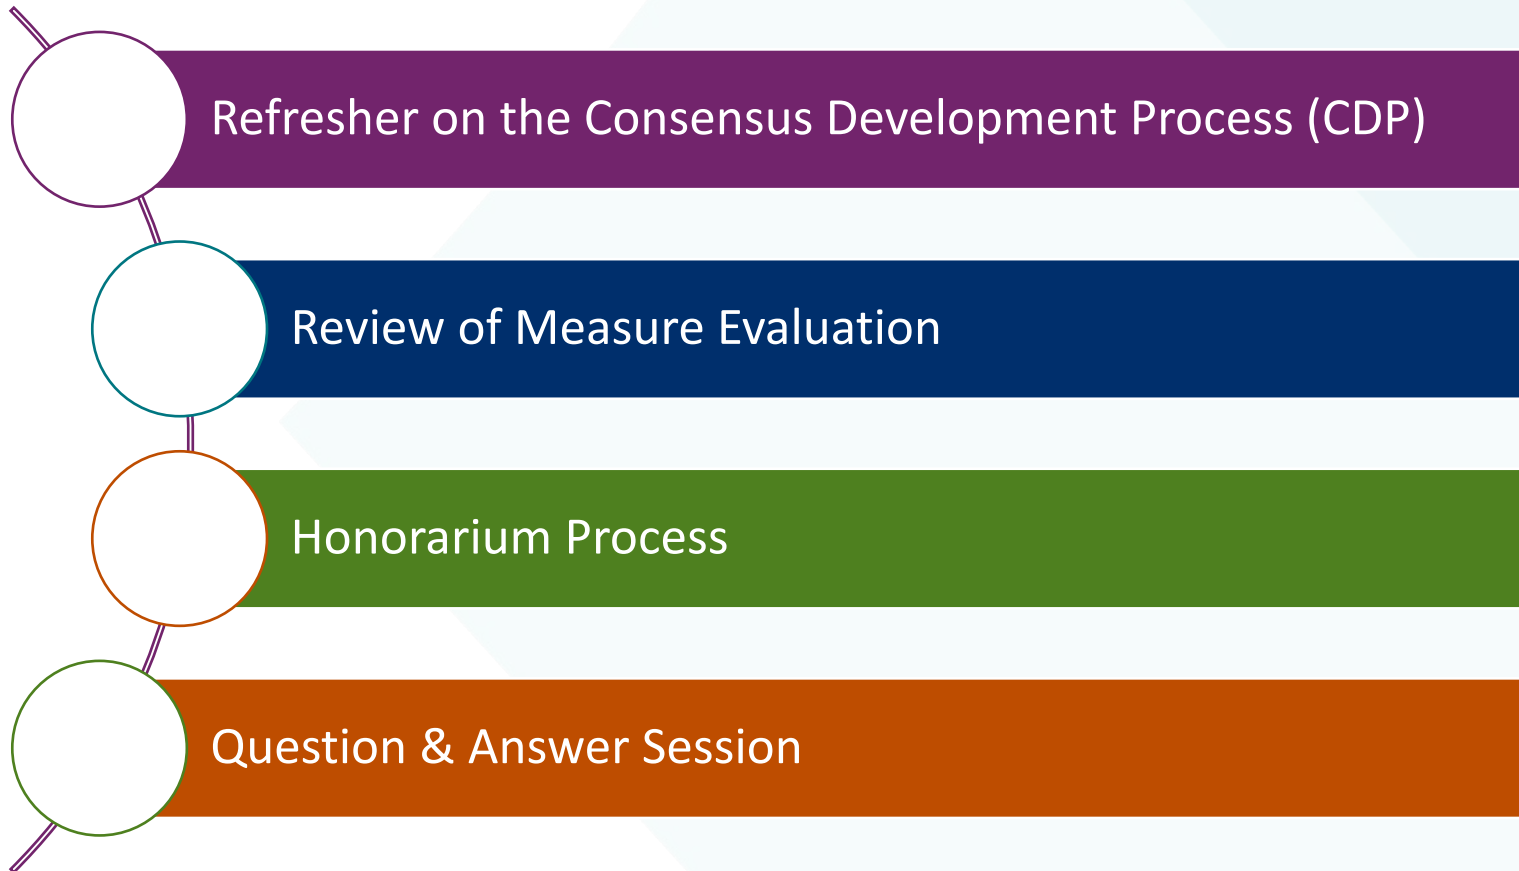 Refresher on the Consensus Development Process (CDP)
Review of Measure Evaluation
Honorarium Process
Question & Answer Session